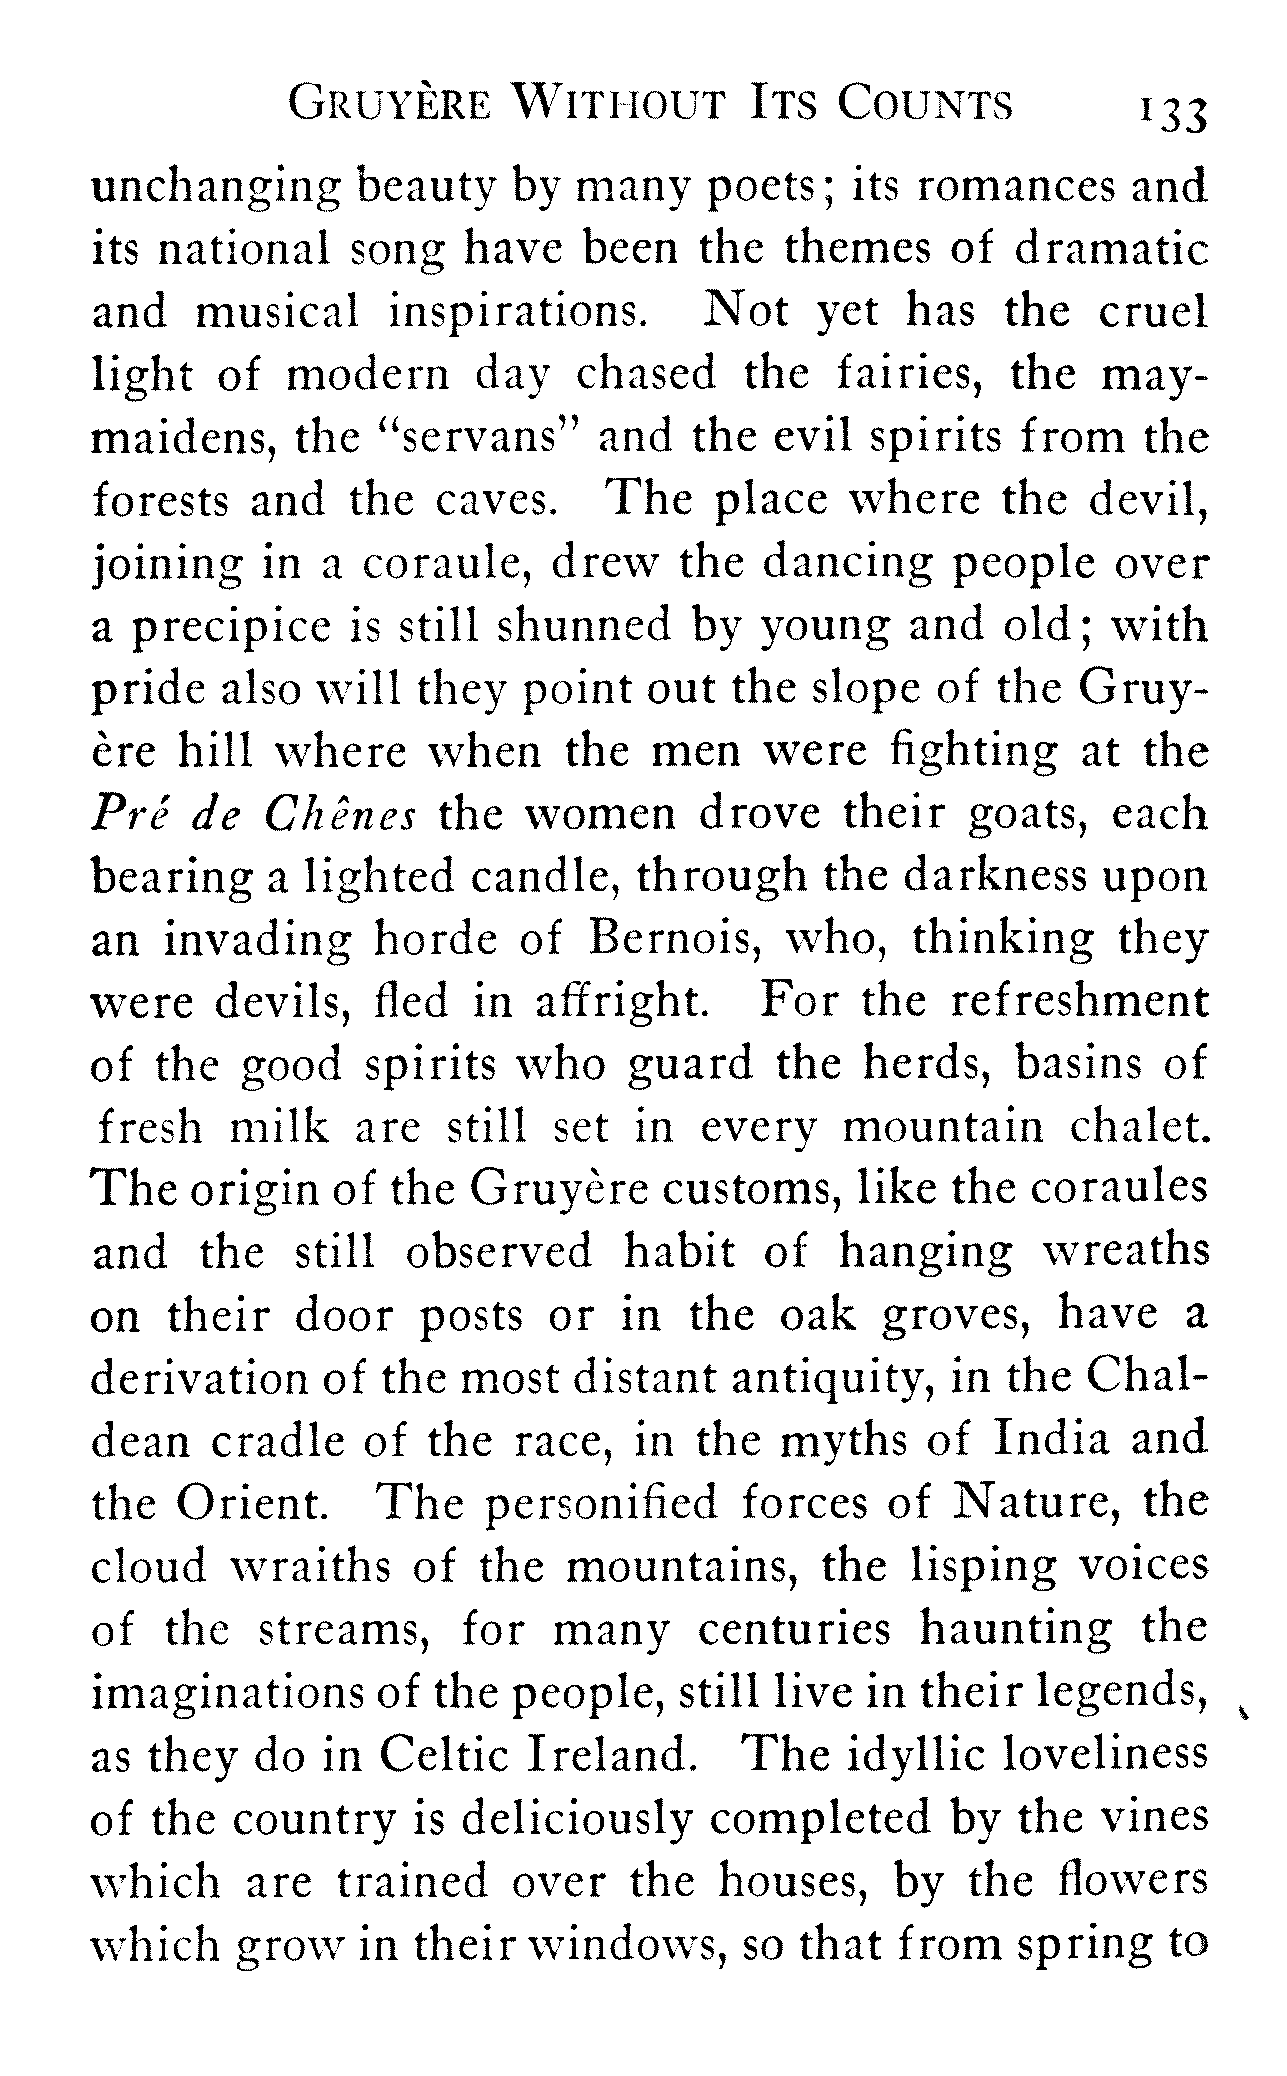 GRUYÈRE WITHOUT ITS COUNTS 133
unchanging beauty by many poets; its romances and
its national song have been the themes of dramatic
and musical inspirations. Not yet has the cruel
light of modern day chased the fairies, the may-
maidens, the "servans" and the evil spirits from the
forests and the caves. The place where the devil,
joining in a coraule, drew the dancing people over
a precipice is still shunned by young and old; with
pride also will they point out the slope of the Gruy-
ère hill where when the men were fighting at the
Pré de Chênes the women drove their goats, each
bearing a lighted candle, through the darkness upon
an invading horde of Bernois, who, thinking they
were devils, fled in affright. For the refreshment
of the good spirits who guard the herds, basins of
fresh milk are still set in every mountain chalet.
The origin of the Gruyère customs, like the coraules
and the still observed habit of hanging wreaths
on their door posts or in the oak groves, have a
derivation of the most distant antiquity, in the Chal-
dean cradle of the race, in the myths of India and
the Orient. The personified forces of Nature, the
cloud wraiths of the mountains, the lisping voices
of the streams, for many centuries haunting the
imaginations of the people, still live in their legends,
as they do in Celtic Ireland. The idyllic loveliness
of the country is deliciously completed by the vines
which are trained over the houses, by the flowers
which grow in their windows, so that from spring to